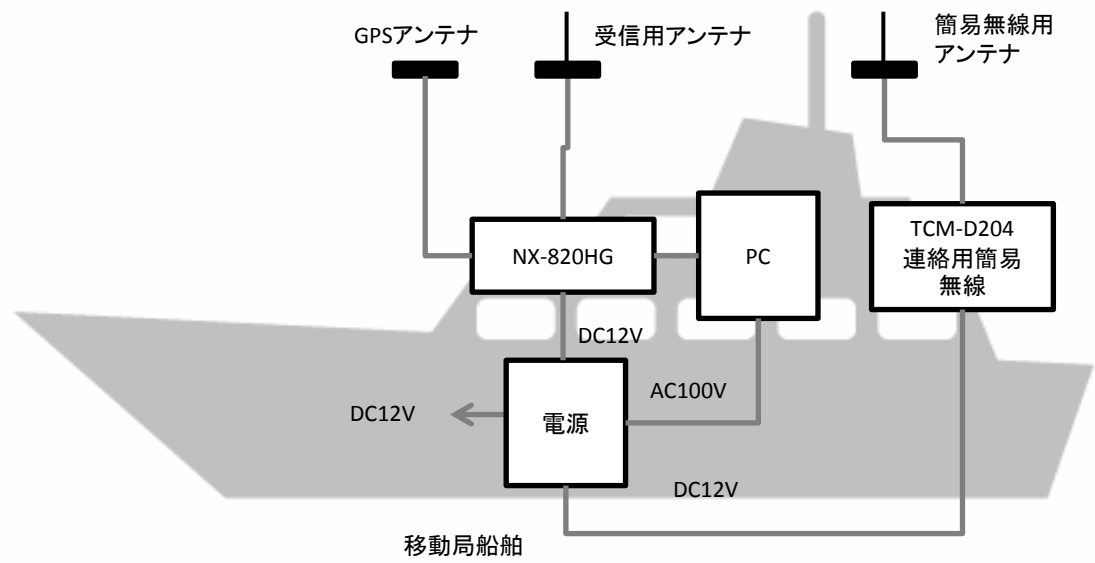 GPSアンテナ
受信用アンテナ
簡易無線用
アンテナ
NX-820HG
PC
TCM-D204
連絡用簡易
無線
DC12V
AC100V
DC12V
電源
DC12V
移動局船舶